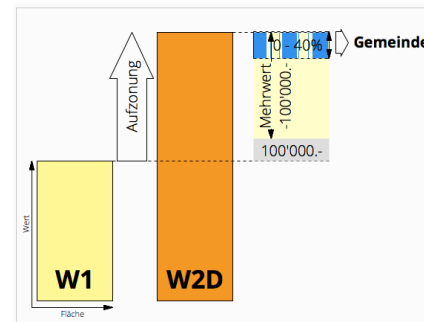 0 - 40%
Gemeinde
Aufzonung
Mehrwert
-100'000.-
100'000.-
Wert
W1
W2D
Fläche